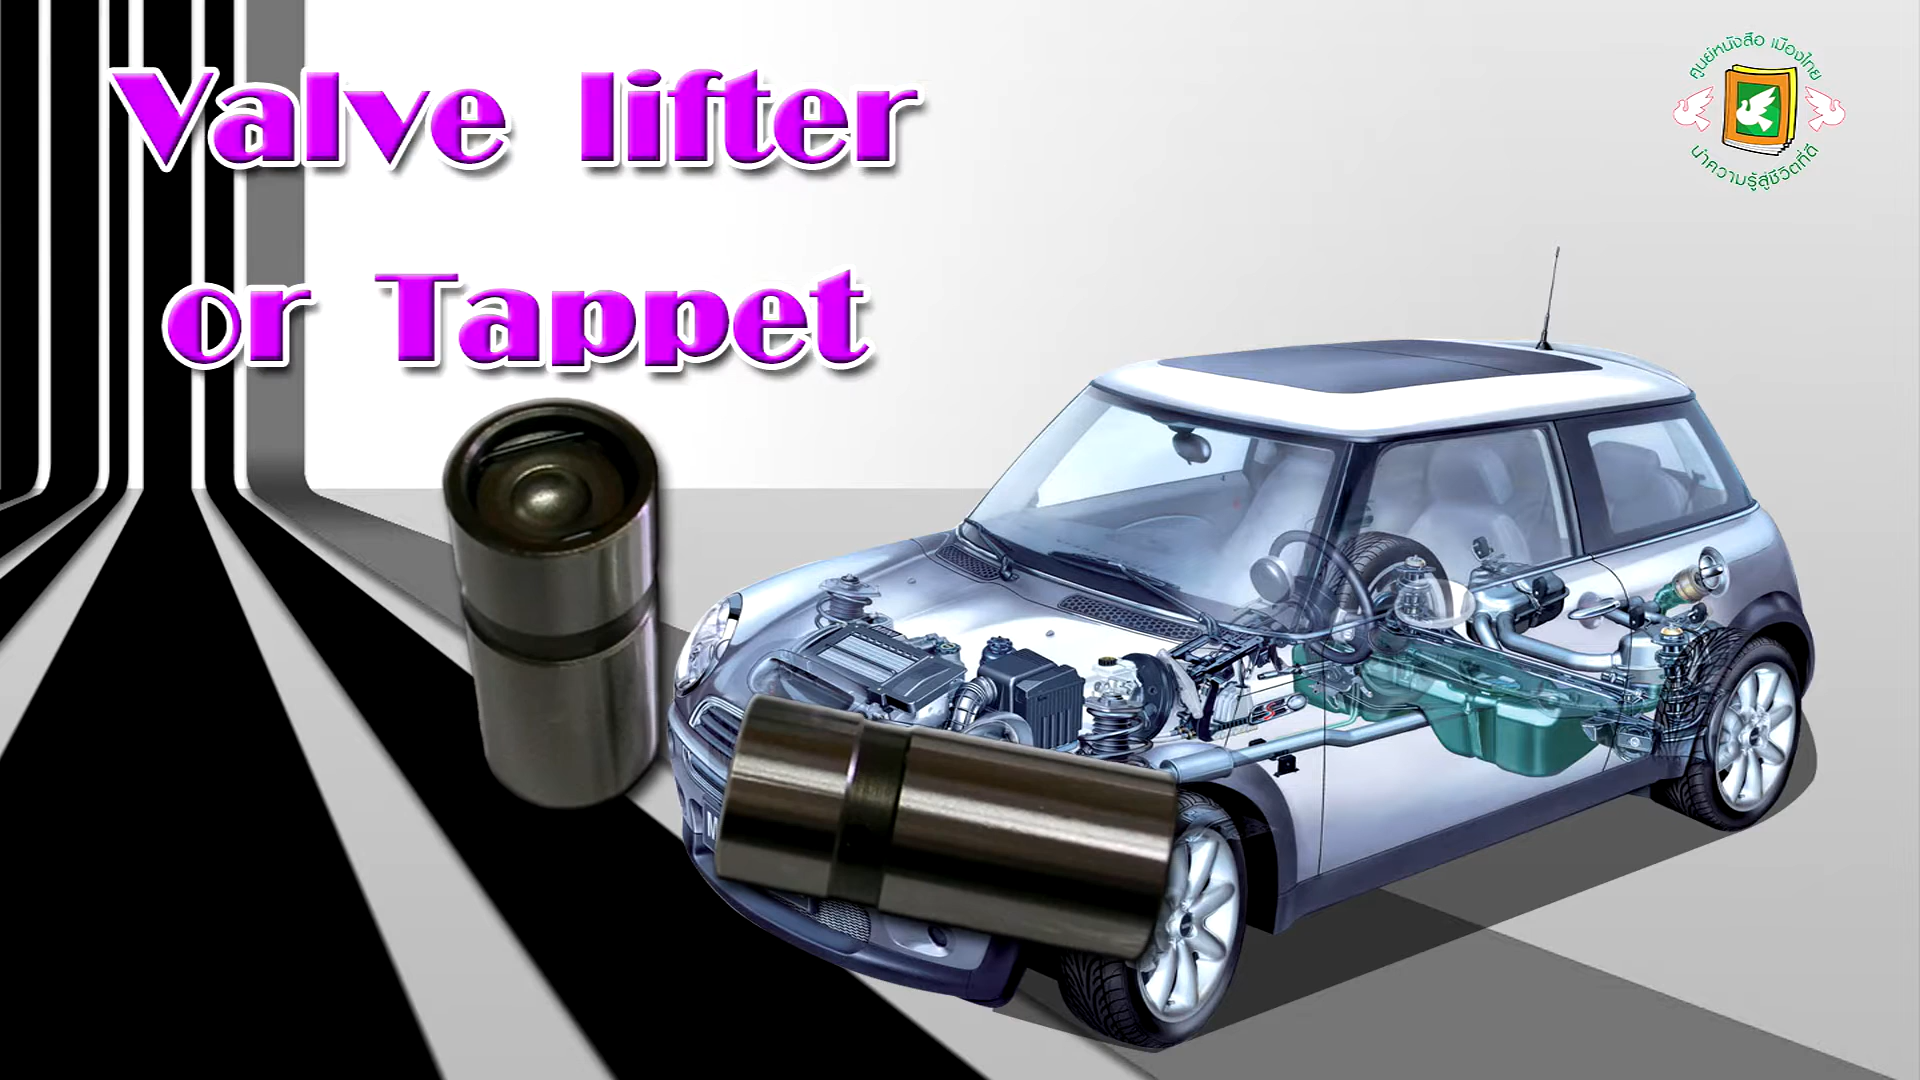 Valve lifter
or Tappet
ศูนย์หนังสือ เมืองไทย
นำความรู้สู่ชีวิตที่ดี